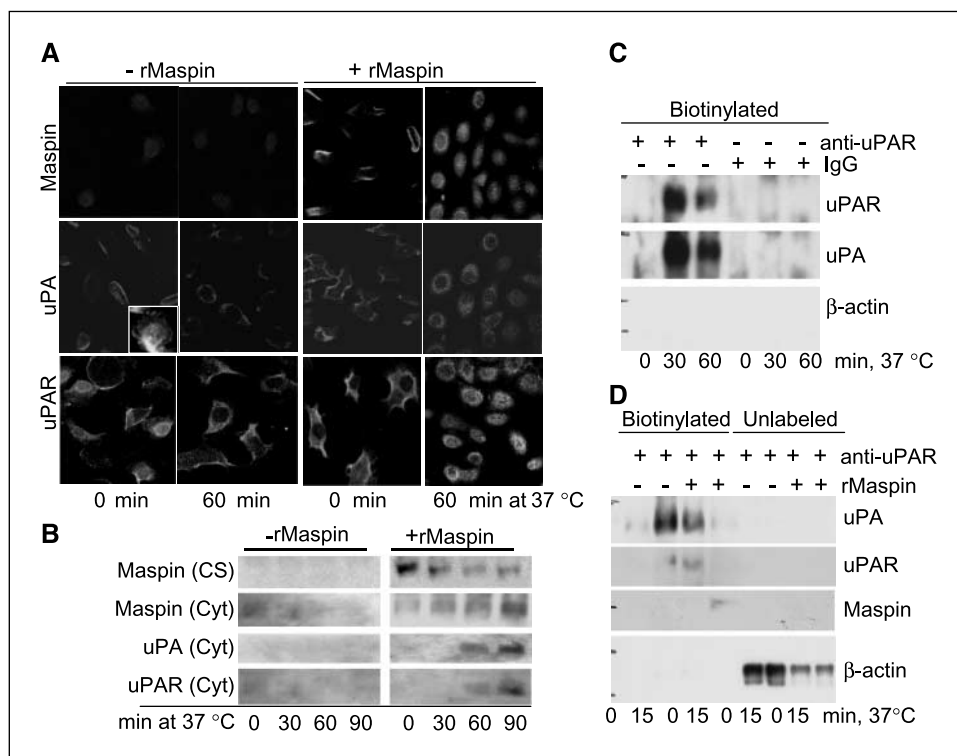 A
- rMaspin
+ rMaspin
Maspin
uPA
uPAR
0 min
60 min
0 min
60 min at 37 °C
B
-rMaspin
+rMaspin
Maspin (CS)
Maspin (Cyt)
uPA (Cyt)
uPAR (Cyt)
min at 37 °C 0 30 60 90 0 30 60 90
C
Biotinylated
+ + + - - - anti-uPAR
- - - + + + IgG
uPAR
uPA
β-actin
0 30 60 0 30 60 min, 37 °C
D
Biotinylated Unlabeled
+ + + + + + + + anti-uPAR
- - + + - - + + rMaspin
uPA
uPAR
Maspin
β-actin
0 15 0 15 15 0 15 0 min, 37°C